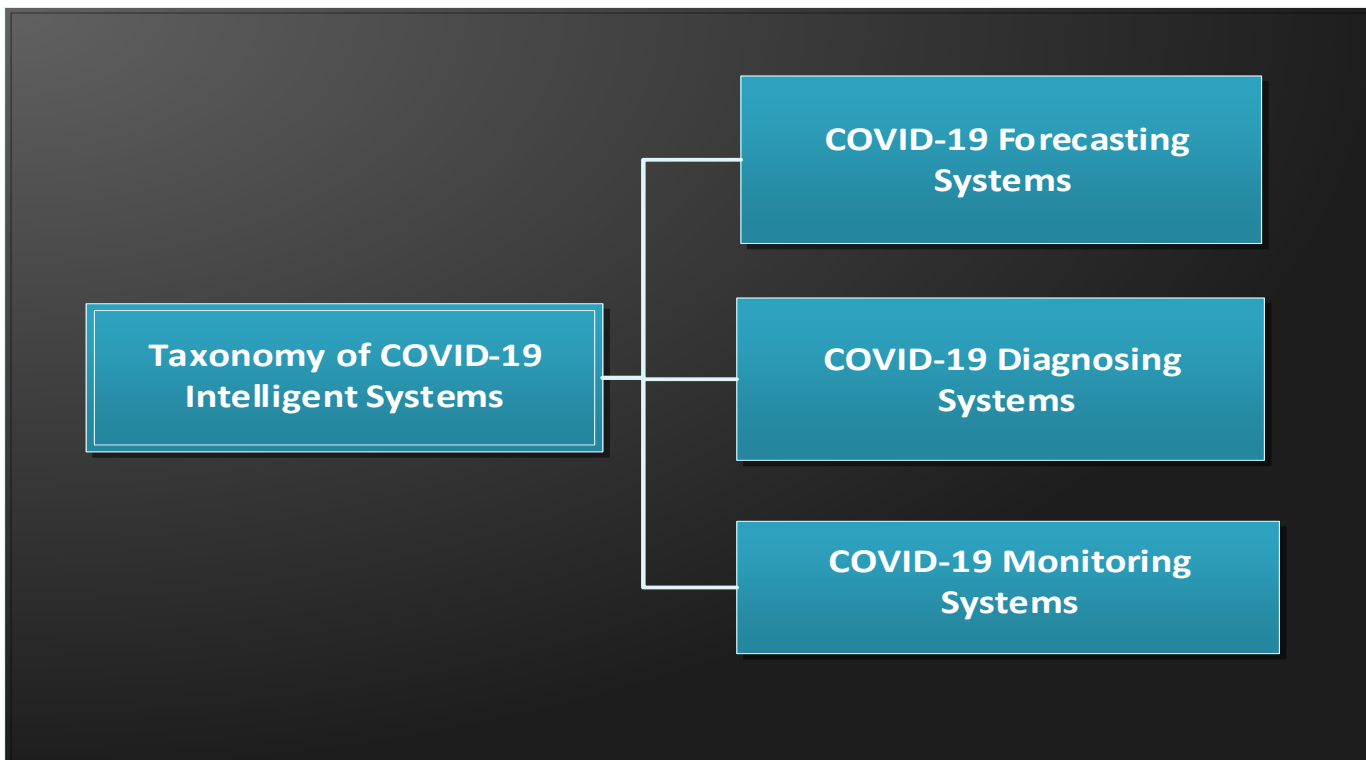 COVID-19 Forecasting
Systems
Taxonomy of COVID-19
Intelligent Systems
COVID-19 Diagnosing
Systems
COVID-19 Monitoring
Systems